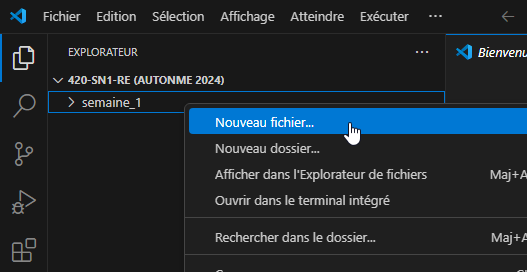 Fichier Edition Sélection Affichage Atteindre Exécuter ...
EXPLORATEUR ...
Bienvenu
420-SN1-RE (AUTONME 2024)
semaine_1
Nouveau fichier...
Nouveau dossier...
Afficher dans l'Explorateur de fichiers Maj+A
Ouvrir dans le terminal intégré
Rechercher dans le dossier... Maj+A